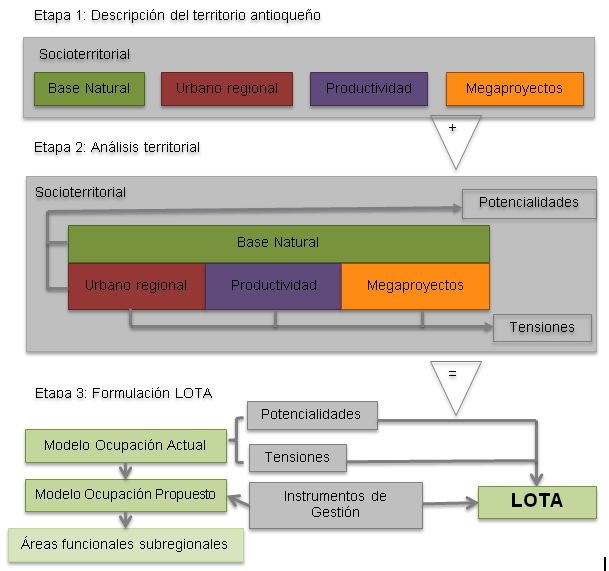 Etapa 1: Descripción del territorio antioqueño
Socioterritorial
Base Natural
Urbano regional
Productividad
Megaproyectos
+
Etapa 2: Análisis territorial
Socioterritorial
Potencialidades
Base Natural
Urbano regional
Productividad
Megaproyectos
Tensiones
=
Etapa 3: Formulación LOTA
Potencialidades
Modelo Ocupación Actual
Tensiones
Modelo Ocupación Propuesto
Instrumentos de
Gestión
LOTA
Áreas funcionales subregionales